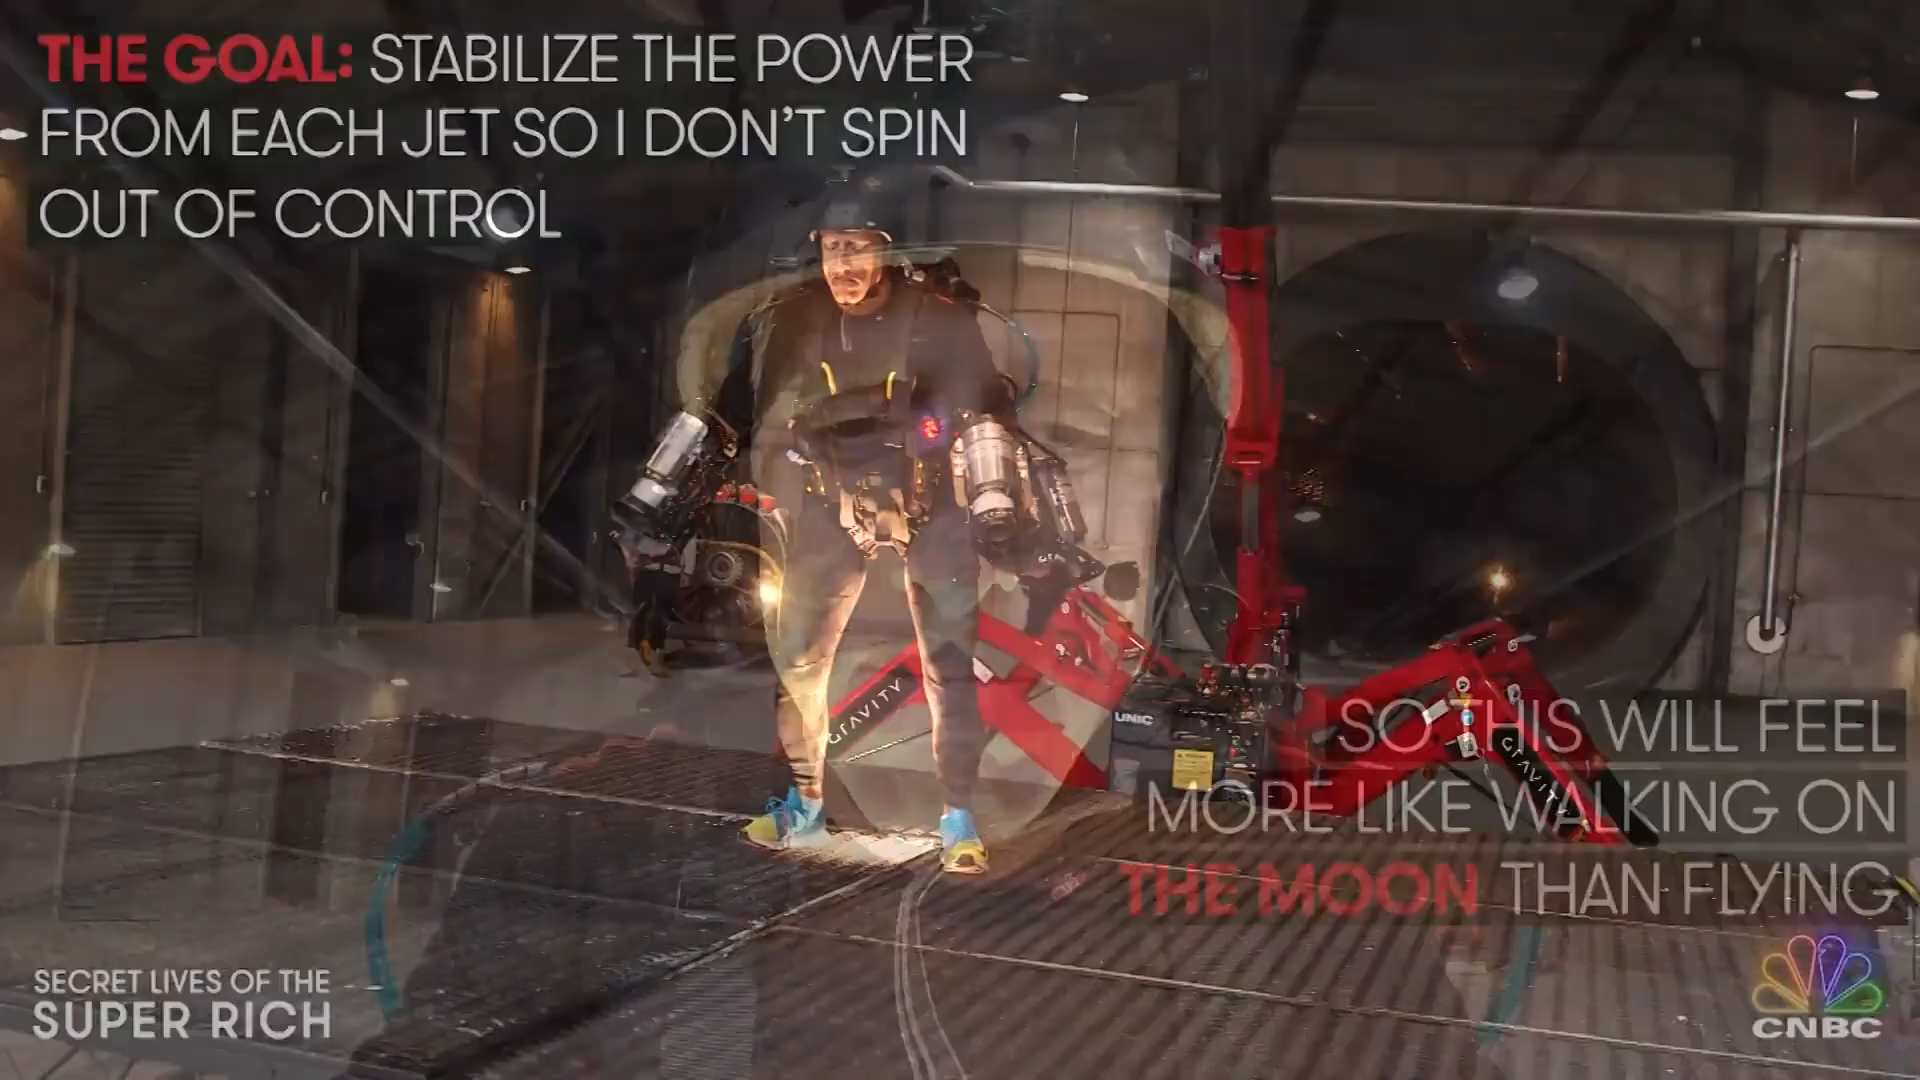 THE GOAL: STABILIZE THE POWER
FROM EACH JET SO I DON'T SPIN
OUT OF CONTROL
GRAVITY
UNIC
GRAVITY
SO THIS WILL FEEL
MORE LIKE WALKING ON
THE MOON THAN FLYING
SECRET LIVES OF THE
SUPER RICH
CNBC